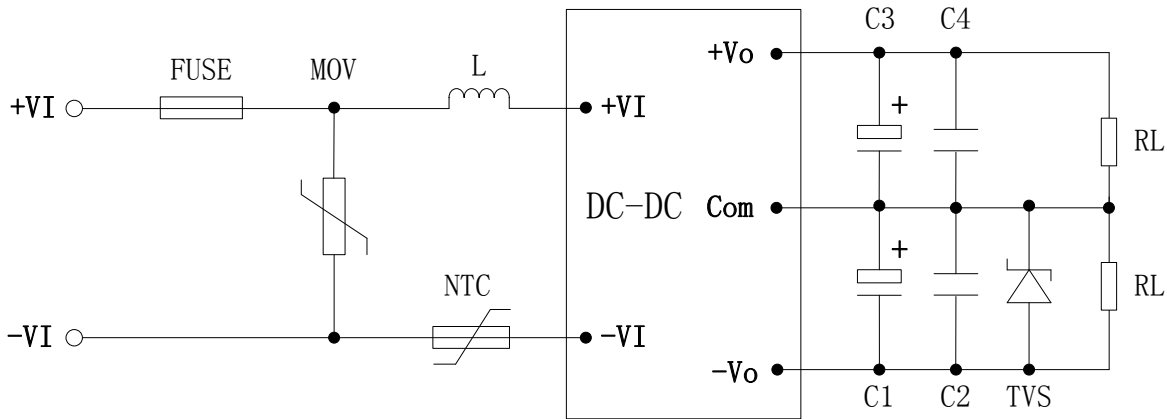 C3 C4
+Vo
FUSE MOV L
+VI +VI
+
RL
DC-DC Com
+
NTC
RL
-VI -VI
-Vo
C1 C2 TVS